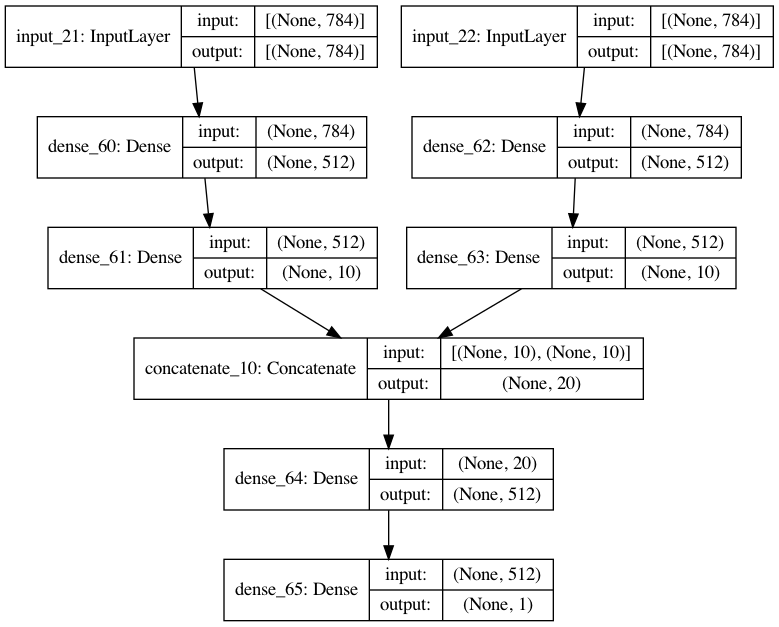 input_21: InputLayer input: [(None, 784)]
output: [(None, 784)]
input_22: InputLayer input: [(None, 784)]
output: [(None, 784)]
dense_60: Dense input: (None, 784)
output: (None, 512)
dense_62: Dense input: (None, 784)
output: (None, 512)
dense_61: Dense input: (None, 512)
output: (None, 10)
dense_63: Dense input: (None, 512)
output: (None, 10)
concatenate_10: Concatenate input: [(None, 10), (None, 10)]
output: (None, 20)
dense_64: Dense input: (None, 20)
output: (None, 512)
dense_65: Dense input: (None, 512)
output: (None, 1)